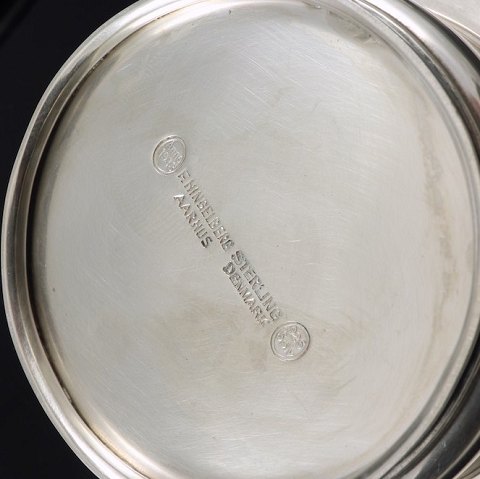 F. HINGELBERG STERLING
AARHUS DENMARK